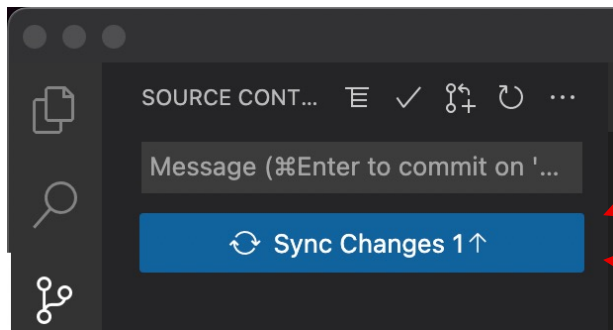 SOURCE CONT...
Message (⌘Enter to commit on '...
Sync Changes 1↑